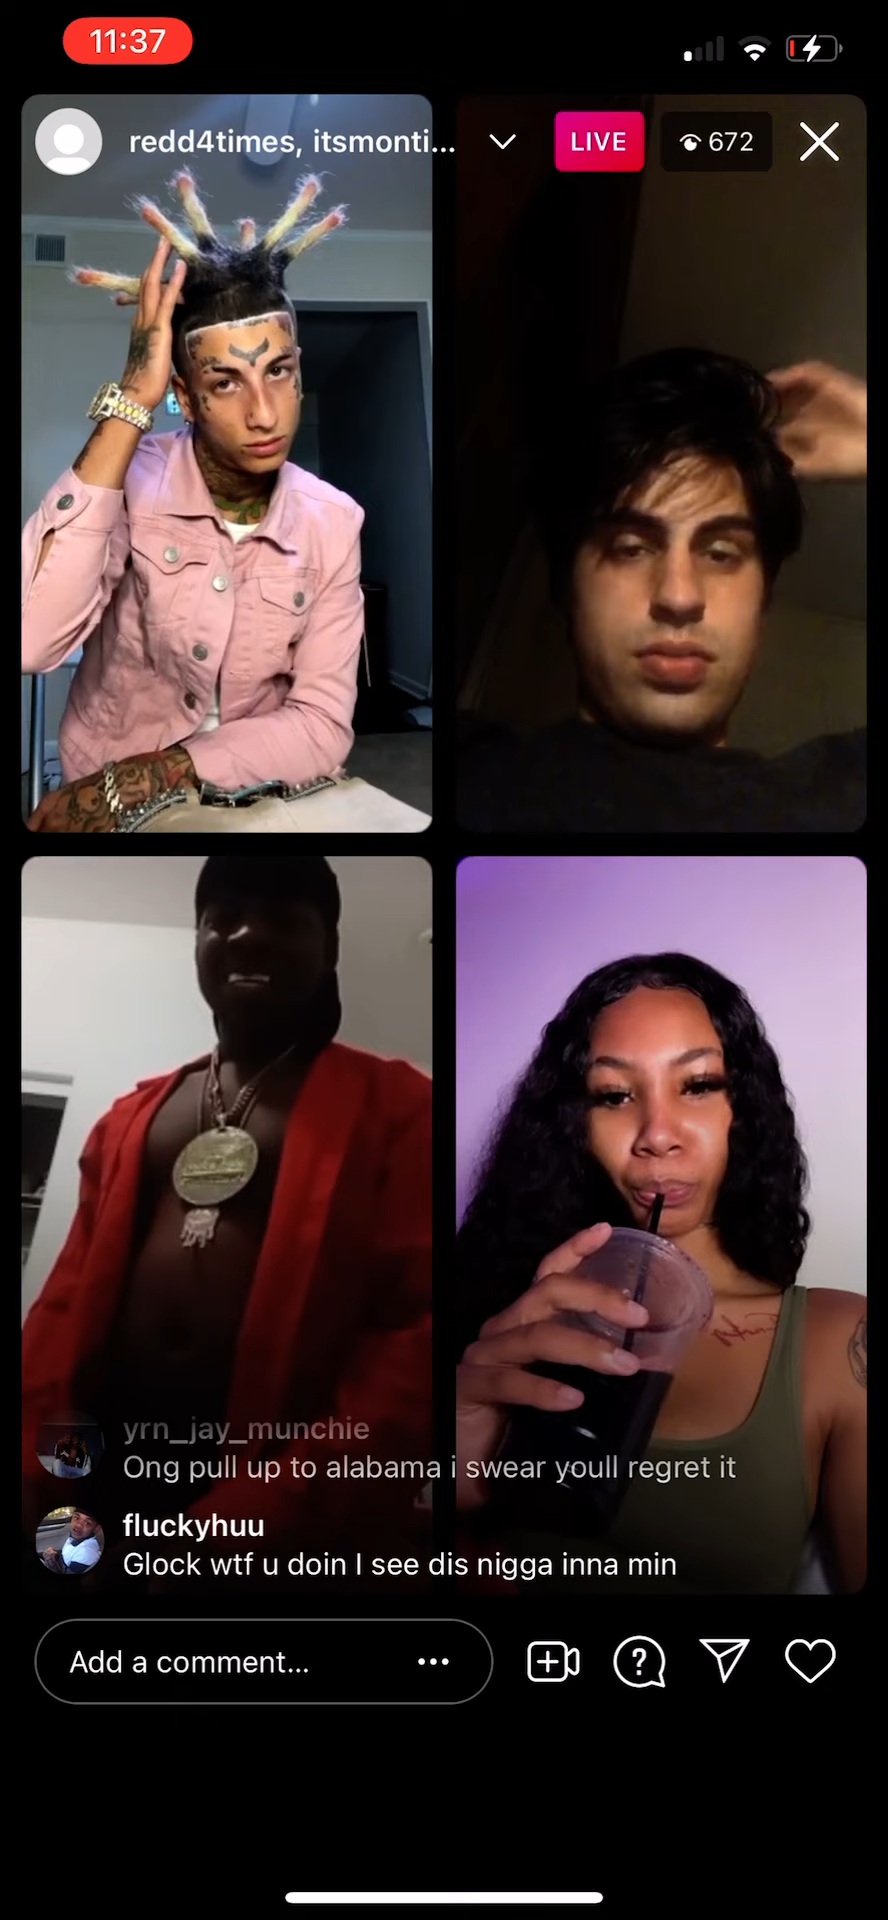 11:37
redd4times, itsmonti...
LIVE
672
yrn_jay_munchie
Ong pull up to alabama i swear youll regret it
fluckyhuu
Glock wtf u doin I see dis nigga inna min
Add a comment...